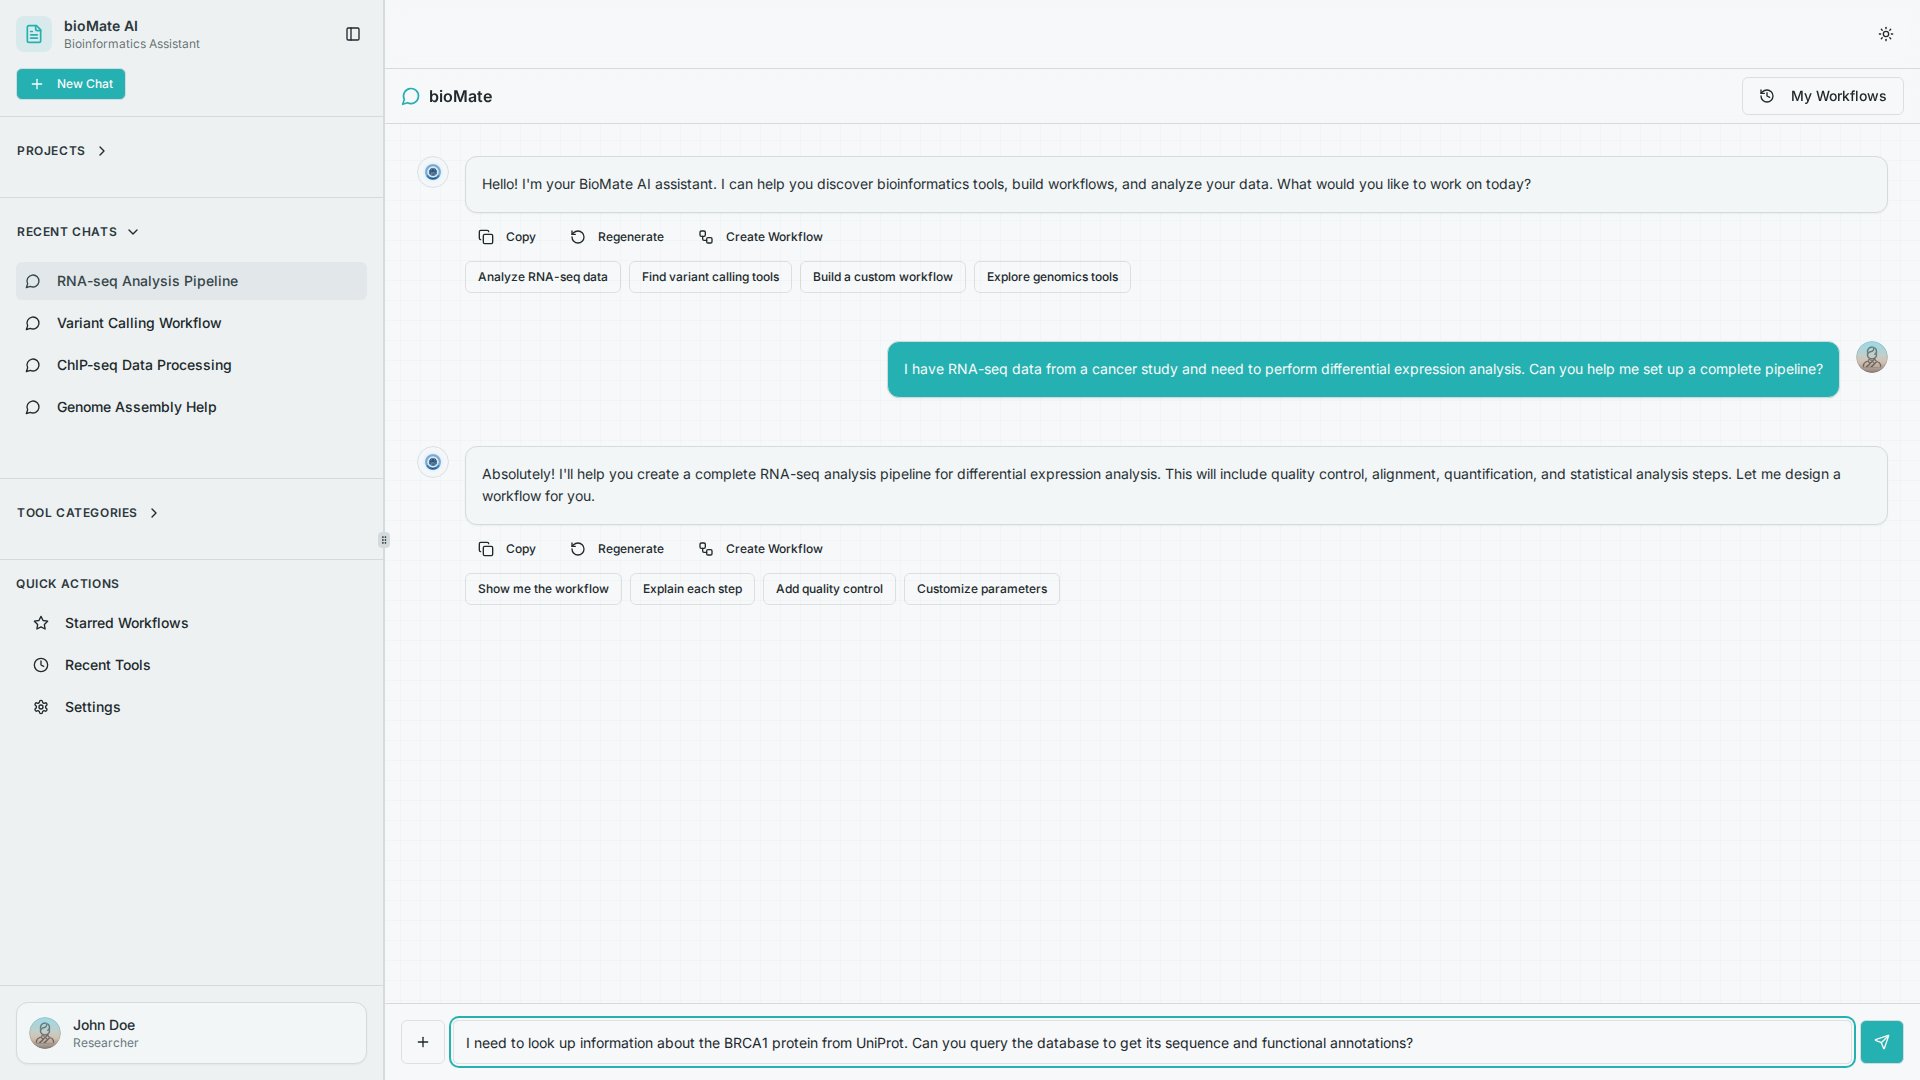 bioMate AI
Bioinformatics Assistant
New Chat
PROJECTS
RECENT CHATS
RNA-seq Analysis Pipeline
Variant Calling Workflow
ChIP-seq Data Processing
Genome Assembly Help
TOOL CATEGORIES
QUICK ACTIONS
Starred Workflows
Recent Tools
Settings
John Doe
Researcher
bioMate
My Workflows
Hello! I'm your BioMate AI assistant. I can help you discover bioinformatics tools, build workflows, and analyze your data. What would you like to work on today?
Copy Regenerate Create Workflow
Analyze RNA-seq data Find variant calling tools Build a custom workflow Explore genomics tools
I have RNA-seq data from a cancer study and need to perform differential expression analysis. Can you help me set up a complete pipeline?
Absolutely! I'll help you create a complete RNA-seq analysis pipeline for differential expression analysis. This will include quality control, alignment, quantification, and statistical analysis steps. Let me design a
workflow for you.
Copy Regenerate Create Workflow
Show me the workflow Explain each step Add quality control Customize parameters
I need to look up information about the BRCA1 protein from UniProt. Can you query the database to get its sequence and functional annotations?